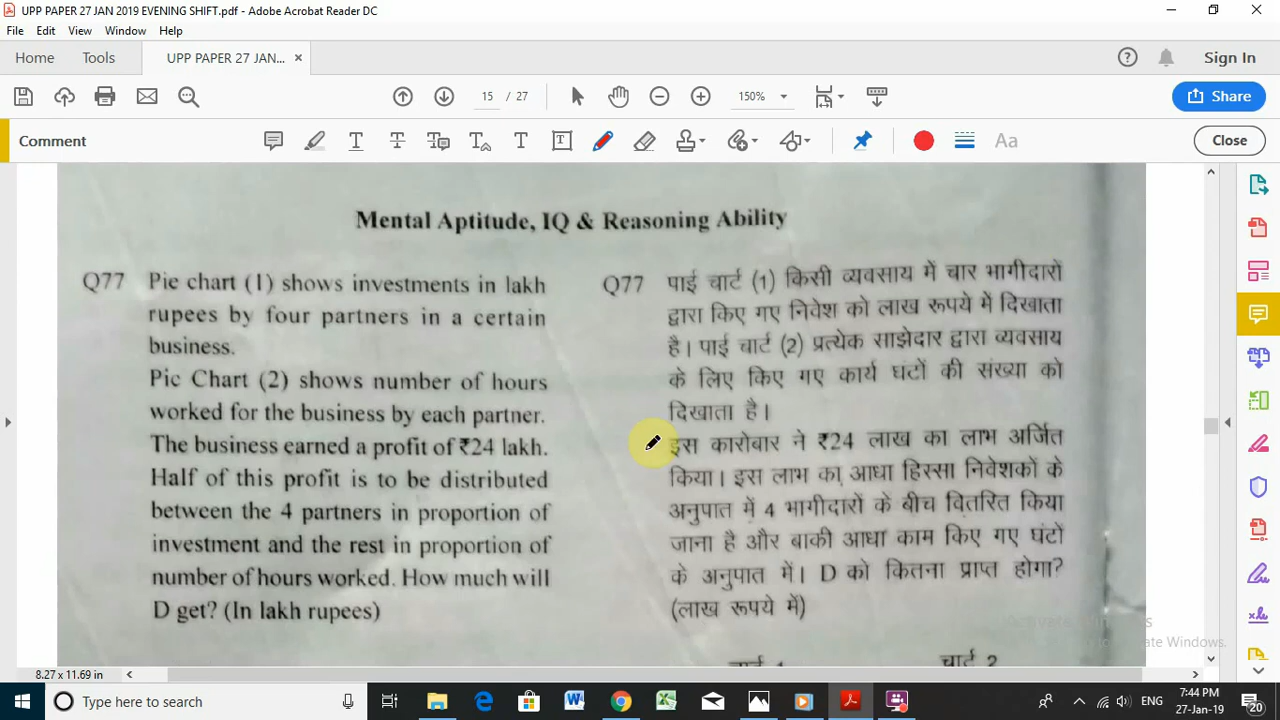 UPP PAPER 27 JAN 2019 EVENING SHIFT.pdf - Adobe Acrobat Reader DC
File Edit View Window Help
Home Tools UPP PAPER 27 JAN... × Sign In
15 / 27 150% Share
Comment Aa Close
Mental Aptitude, IQ & Reasoning Ability
Q77 Pie chart (1) shows investments in lakh
rupees by four partners in a certain
business.
Pie Chart (2) shows number of hours
worked for the business by each partner.
The business earned a profit of ₹24 lakh.
Half of this profit is to be distributed
between the 4 partners in proportion of
investment and the rest in proportion of
number of hours worked. How much will
D get? (In lakh rupees)
Q77 पाई चार्ट (1) किसी व्यवसाय में चार भागीदारों
द्वारा किए गए निवेश को लाख रूपये में दिखाता
है। पाई चार्ट (2) प्रत्येक साझेदार द्वारा व्यवसाय
के लिए किए गए कार्य घंटों की संख्या को
दिखाता है।
इस कारोबार ने ₹24 लाख का लाभ अर्जित
किया। इस लाभ का आधा हिस्सा निवेशकों के
अनुपात में 4 भागीदारों के बीच वितरित किया
जाना है और बाकी आधा काम किए गए घंटों
के अनुपात में। D को कितना प्राप्त होगा?
(लाख रूपये में)
चार्ट 2
8.27 x 11.69 in
Type here to search
ENG
7:44 PM
27-Jan-19
20